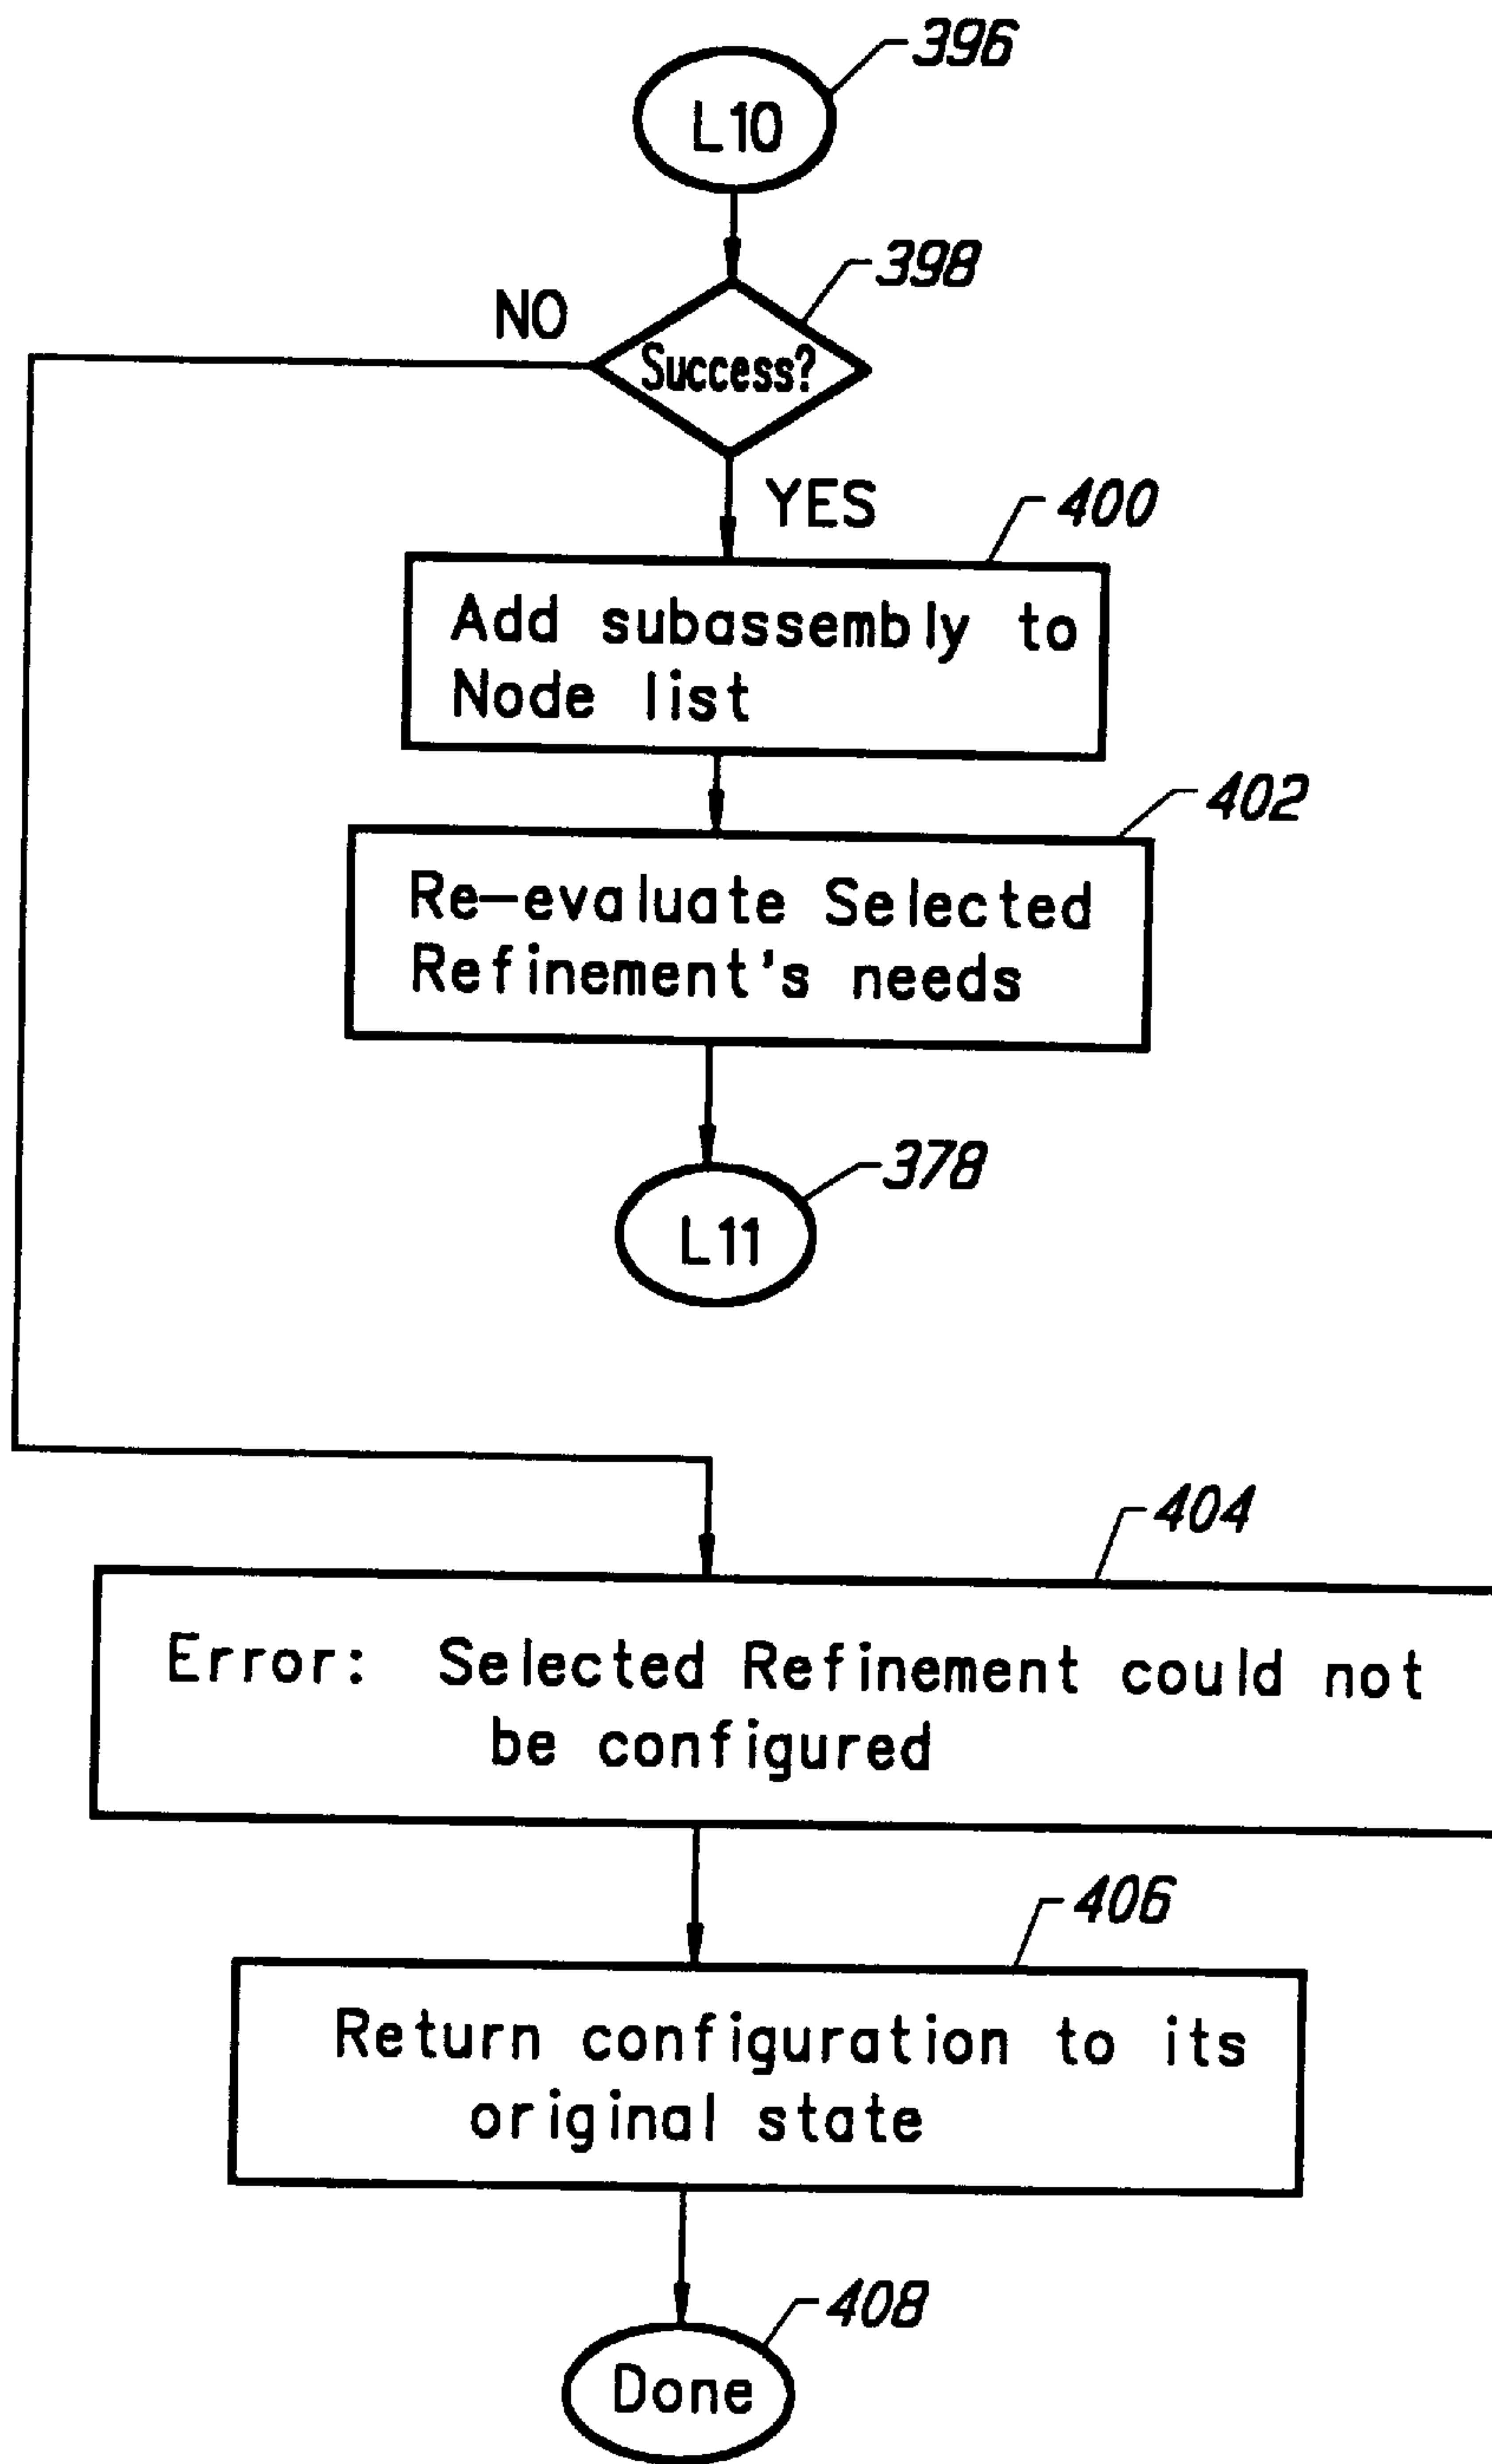 396
L10
398
NO
Success?
YES
400
Add subassembly to
Node list
402
Re-evaluate Selected
Refinement's needs
378
L11
404
Error: Selected Refinement could not
be configured
406
Return configuration to its
original state
408
Done